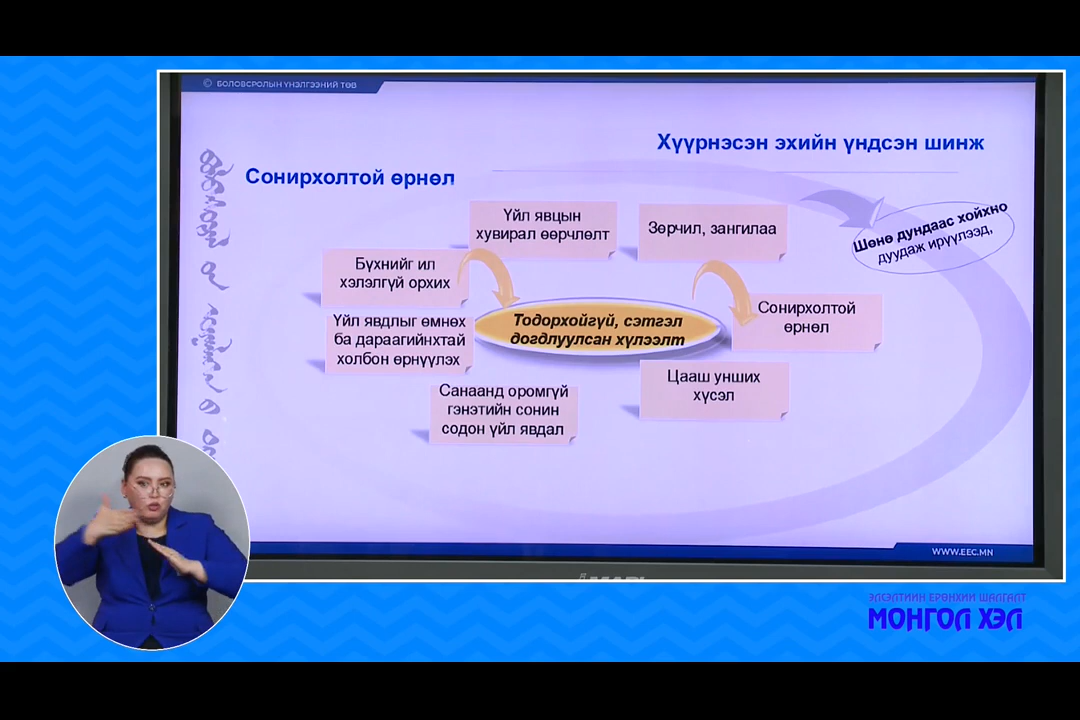 © БОЛОВСРОЛЫН ҮНЭЛГЭЭНИЙ ТӨВ
Хүүрнэсэн эхийн үндсэн шинж
Сонирхолтой өрнөл
Үйл явцын
хувирал өөрчлөлт
Зөрчил, зангилаа
Шөнө дундаас хойхно
дуудаж ирүүлээд,
Бүхнийг ил
хэлэлгүй орхих
Тодорхойгүй, сэтгэл
догдлуулсан хүлээлт
Сонирхолтой
өрнөл
Үйл явдлыг өмнөх
ба дараагийнхтай
холбон өрнүүлэх
Цааш унших
хүсэл
Санаанд оромгүй
гэнэтийн сонин
содон үйл явдал
WWW.EEC.MN
ЭЛСЭЛТИЙН ЕРӨНХИЙ ШАЛГАЛТ
МОНГОЛ ХЭЛ